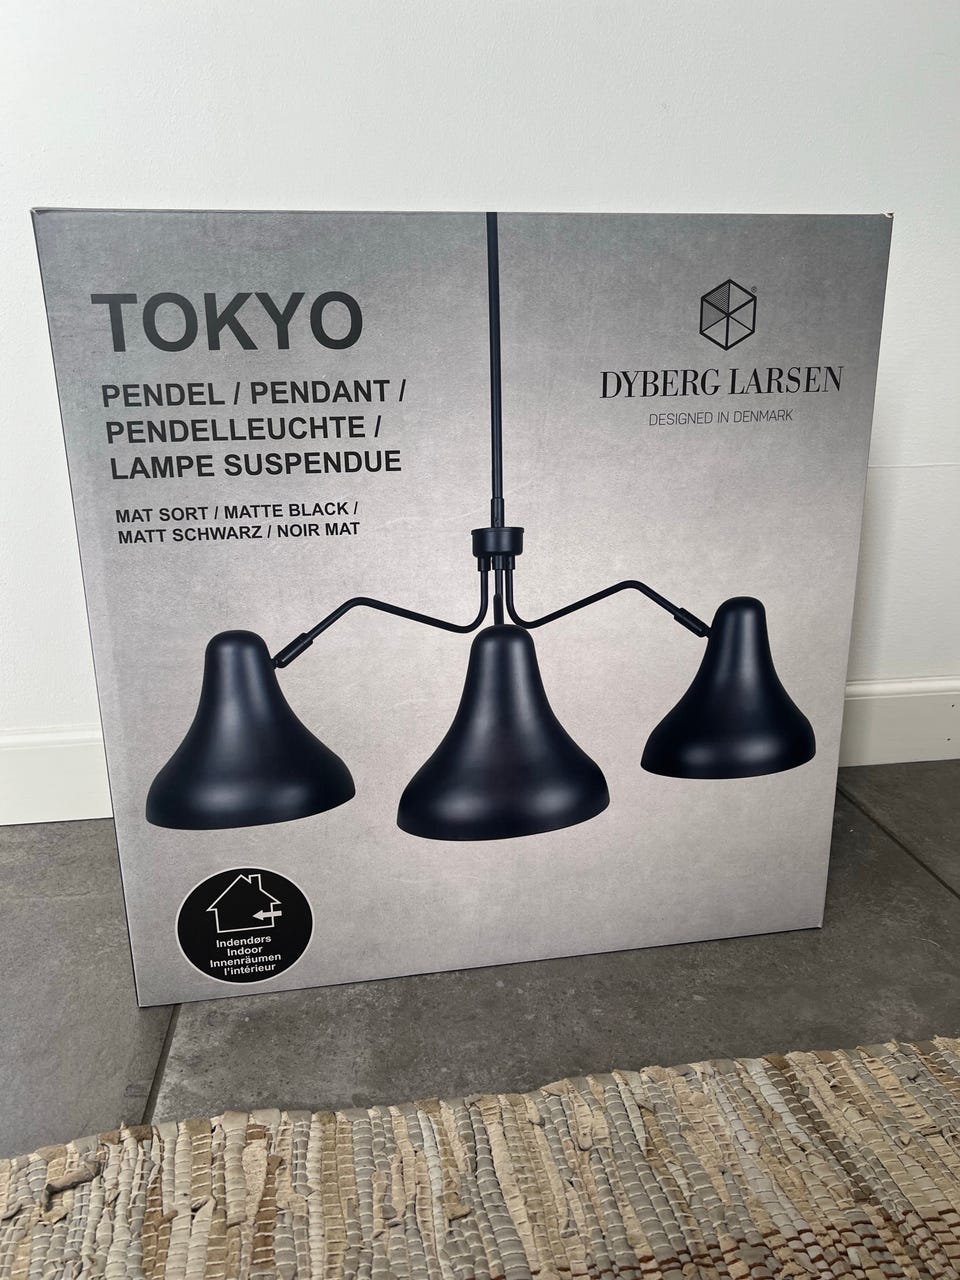 TOKYO
PENDEL / PENDANT /
PENDELLEUCHTE /
LAMPE SUSPENDUE
MAT SORT / MATTE BLACK /
MATT SCHWARZ / NOIR MAT
®
DYBERG LARSEN
DESIGNED IN DENMARK
Indendørs
Indoor
Innenräumen
l'intérieur